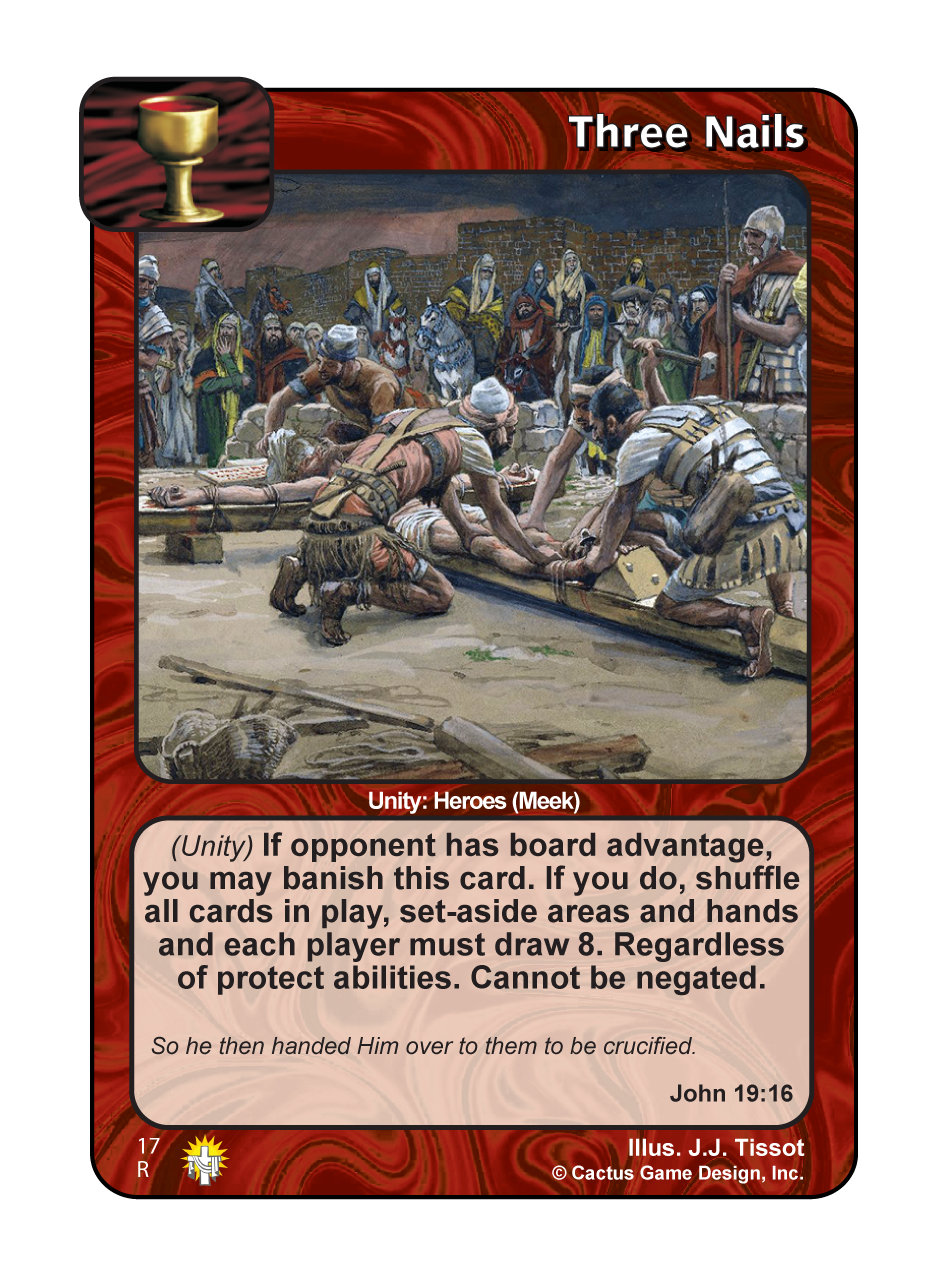 Three Nails
Unity: Heroes (Meek)
(Unity) If opponent has board advantage,
you may banish this card. If you do, shuffle
all cards in play, set-aside areas and hands
and each player must draw 8. Regardless
of protect abilities. Cannot be negated.
So he then handed Him over to them to be crucified.
John 19:16
17
R
Illus. J.J. Tissot
© Cactus Game Design, Inc.